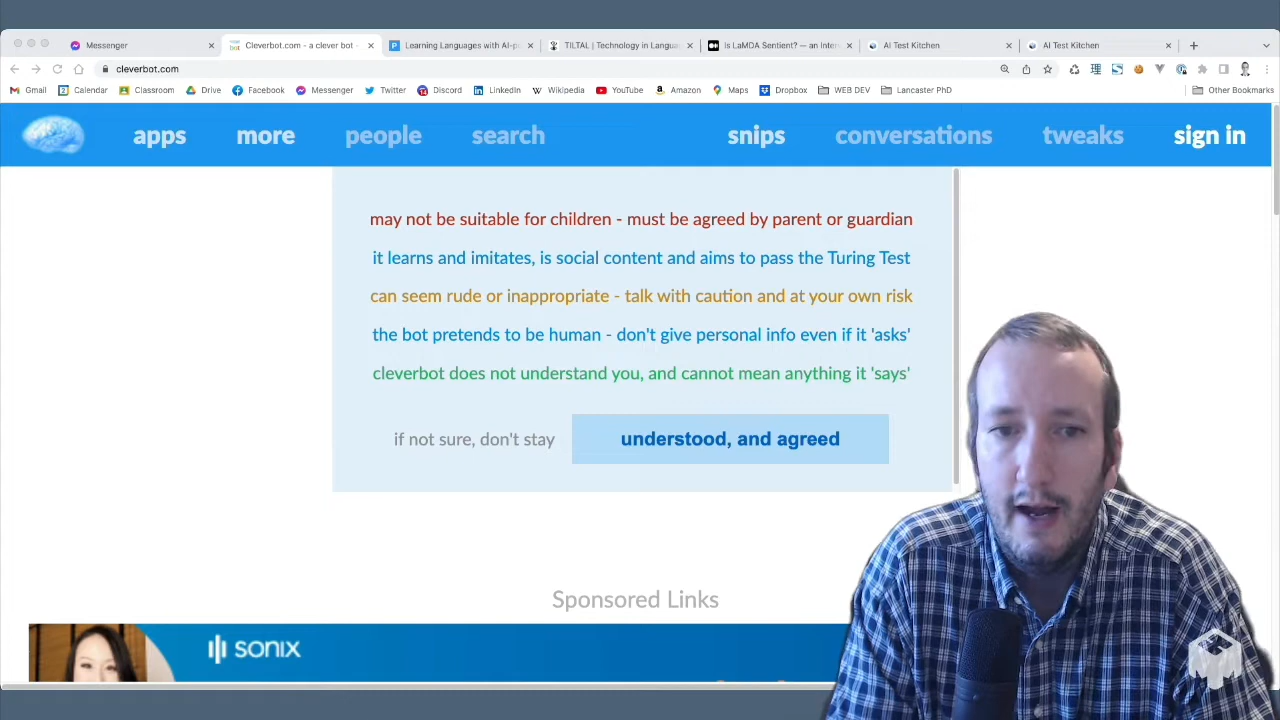 Messenger
Cleverbot.com - a clever bot -
Learning Languages with AI-p
TILTAL | Technology in Langua
Is LaMDA Sentient? — an Inter
AI Test Kitchen
AI Test Kitchen
cleverbot.com
Gmail
Calendar
Classroom
Drive
Facebook
Messenger
Twitter
Discord
LinkedIn
Wikipedia
YouTube
Amazon
Maps
Dropbox
WEB DEV
Lancaster PhD
Other Bookmarks
apps more people search snips conversations tweaks sign in
may not be suitable for children - must be agreed by parent or guardian
it learns and imitates, is social content and aims to pass the Turing Test
can seem rude or inappropriate - talk with caution and at your own risk
the bot pretends to be human - don't give personal info even if it 'asks'
cleverbot does not understand you, and cannot mean anything it 'says'
if not sure, don't stay
understood, and agreed
Sponsored Links
sonix